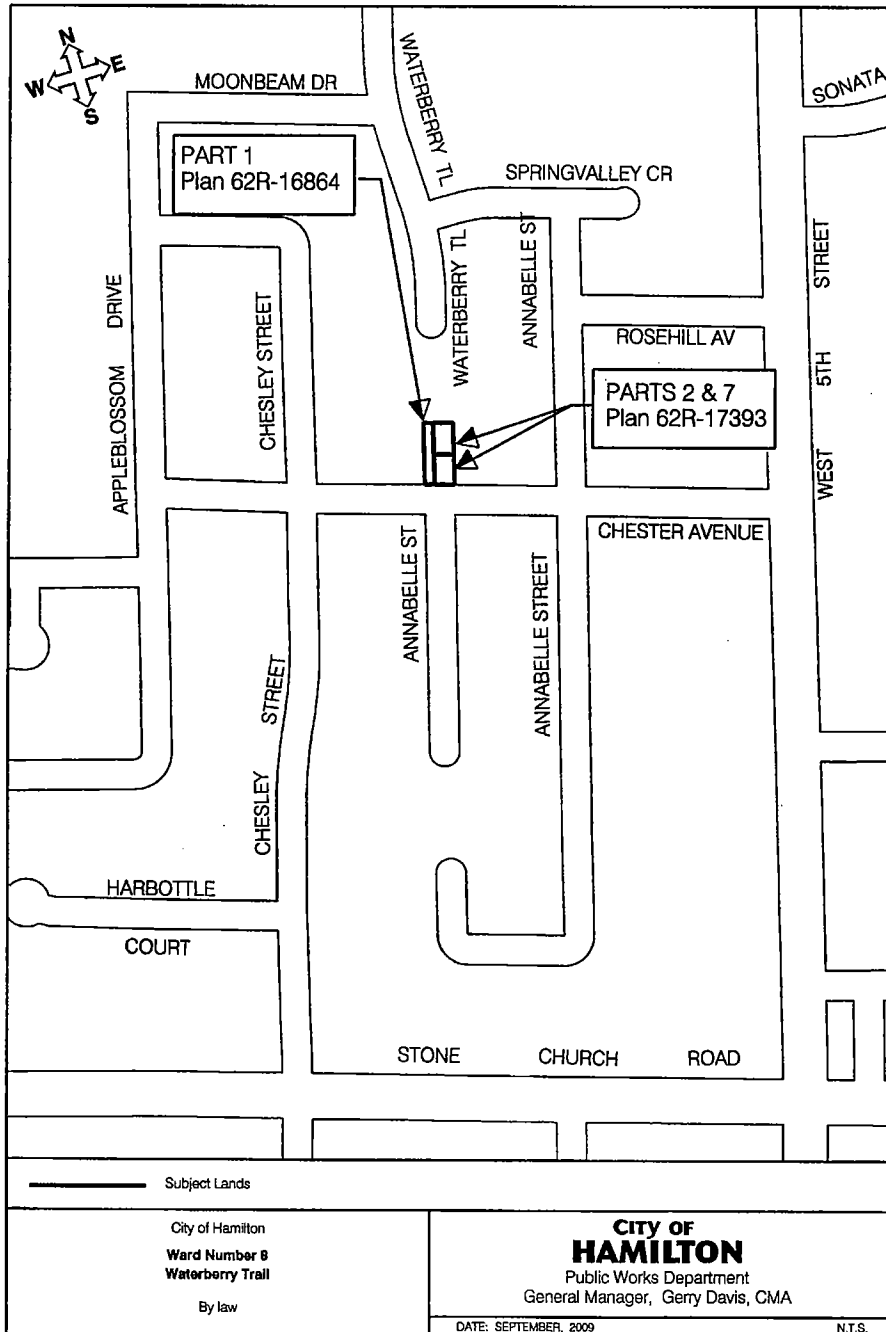 N
W
E
S
MOONBEAM DR
WATERBERRY TL
SONATA
PART 1
Plan 62R-16864
SPRINGVALLEY CR
APPLEBLOSSOM DRIVE
CHESLEY STREET
WATERBERRY TL
ANNABELLE ST
WEST 5TH STREET
ROSEHILL AV
PARTS 2 & 7
Plan 62R-17393
CHESTER AVENUE
ANNABELLE ST
ANNABELLE STREET
CHESLEY STREET
HARBOTTLE
COURT
STONE CHURCH ROAD
Subject Lands
City of Hamilton
Ward Number 8
Waterberry Trail
By law
CITY OF
HAMILTON
Public Works Department
General Manager, Gerry Davis, CMA
DATE: SEPTEMBER, 2009
N.T.S.